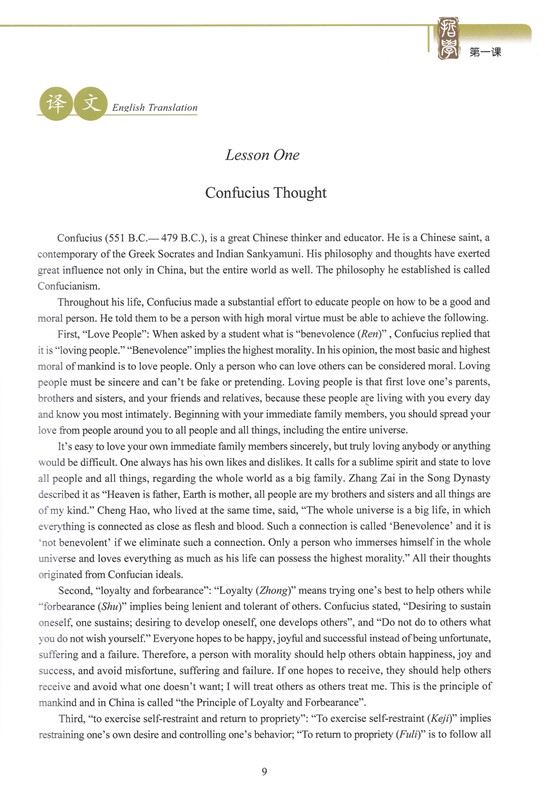 哲學
第一课
译文 English Translation
Lesson One
Confucius Thought
Confucius (551 B.C.— 479 B.C.), is a great Chinese thinker and educator. He is a Chinese saint, a
contemporary of the Greek Socrates and Indian Sankyamuni. His philosophy and thoughts have exerted
great influence not only in China, but the entire world as well. The philosophy he established is called
Confucianism.
Throughout his life, Confucius made a substantial effort to educate people on how to be a good and
moral person. He told them to be a person with high moral virtue must be able to achieve the following.
First, “Love People”: When asked by a student what is “benevolence (Ren)” , Confucius replied that
it is “loving people.” “Benevolence” implies the highest morality. In his opinion, the most basic and highest
moral of mankind is to love people. Only a person who can love others can be considered moral. Loving
people must be sincere and can’t be fake or pretending. Loving people is that first love one’s parents,
brothers and sisters, and your friends and relatives, because these people are living with you every day
and know you most intimately. Beginning with your immediate family members, you should spread your
love from people around you to all people and all things, including the entire universe.
It’s easy to love your own immediate family members sincerely, but truly loving anybody or anything
would be difficult. One always has his own likes and dislikes. It calls for a sublime spirit and state to love
all people and all things, regarding the whole world as a big family. Zhang Zai in the Song Dynasty
described it as “Heaven is father, Earth is mother, all people are my brothers and sisters and all things are
of my kind.” Cheng Hao, who lived at the same time, said, “The whole universe is a big life, in which
everything is connected as close as flesh and blood. Such a connection is called ‘Benevolence’ and it is
‘not benevolent’ if we eliminate such a connection. Only a person who immerses himself in the whole
universe and loves everything as much as his life can possess the highest morality.” All their thoughts
originated from Confucian ideals.
Second, “loyalty and forbearance”: “Loyalty (Zhong)” means trying one’s best to help others while
“forbearance (Shu)” implies being lenient and tolerant of others. Confucius stated, “Desiring to sustain
oneself, one sustains; desiring to develop oneself, one develops others”, and “Do not do to others what
you do not wish yourself.” Everyone hopes to be happy, joyful and successful instead of being unfortunate,
suffering and a failure. Therefore, a person with morality should help others obtain happiness, joy and
success, and avoid misfortune, suffering and failure. If one hopes to receive, they should help others
receive and avoid what one doesn’t want; I will treat others as others treat me. This is the principle of
mankind and in China is called “the Principle of Loyalty and Forbearance”.
Third, “to exercise self-restraint and return to propriety”: “To exercise self-restraint (Keji)” implies
restraining one’s own desire and controlling one’s behavior; “To return to propriety (Fuli)” is to follow all
9